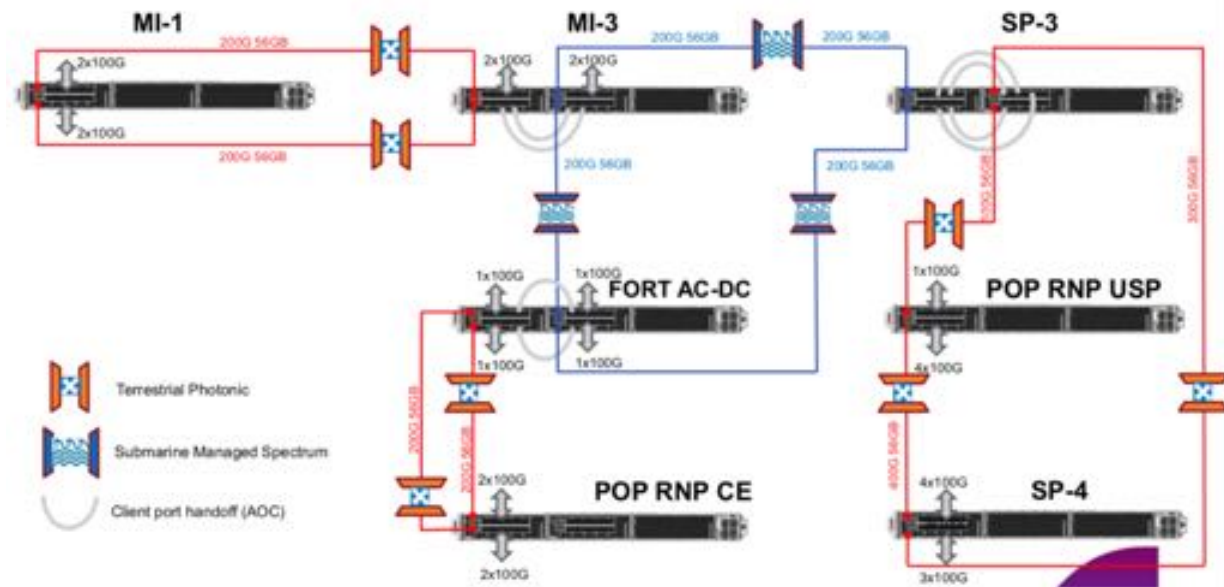 MI-1
MI-3
SP-3
200G 56GB
200G 56GB
200G 56GB
2x100G
2x100G
2x100G
2x100G
200G 56GB
200G 56GB
200G 56GB
300G 56GB
1x100G
1x100G
FORT AC-DC
1x100G
POP RNP USP
1x100G
1x100G
4x100G
Terrestrial Photonic
200G 56GB
200G 56GB
400G 56GB
Submarine Managed Spectrum
2x100G
POP RNP CE
4x100G
SP-4
Client port handoff (AOC)
2x100G
3x100G